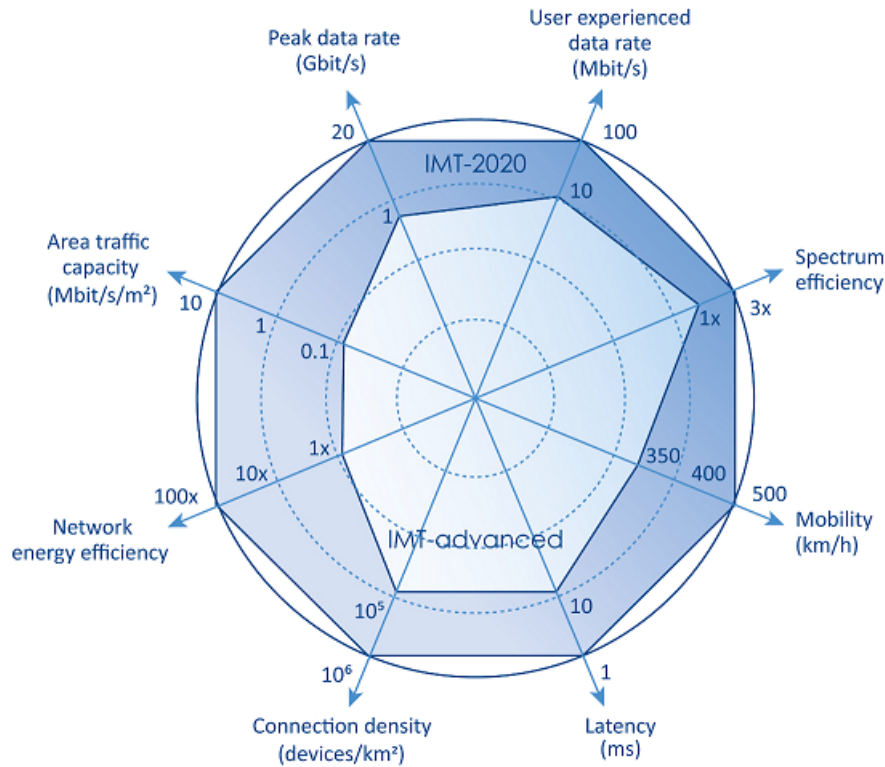 User experienced
data rate
(Mbit/s)
Peak data rate
(Gbit/s)
20
100
IMT-2020
10
1
Area traffic
capacity
(Mbit/s/m²)
Spectrum
efficiency
10
1
0.1
1x
3x
1x
10x
100x
350
400
500
Network
energy efficiency
Mobility
(km/h)
IMT-advanced
10⁵
10
10⁶
1
Connection density
(devices/km²)
Latency
(ms)